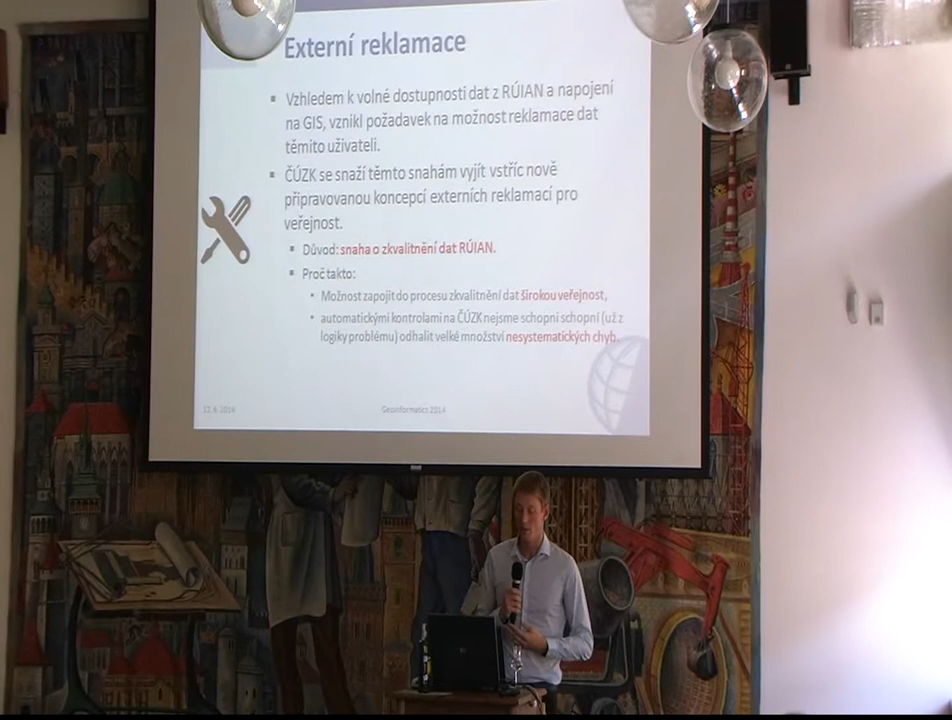 Externí reklamace
▪ Vzhledem k volné dostupnosti dat z RÚIAN a napojení
na GIS, vznikl požadavek na možnost reklamace dat
těmito uživateli.
▪ ČÚZK se snaží těmto snahám vyjít vstříc nově
připravovanou koncepcí externích reklamací pro
veřejnost.
▪ Důvod: snaha o zkvalitnění dat RÚIAN.
▪ Proč takto:
• Možnost zapojit do procesu zkvalitnění dat širokou veřejnost,
• automatickými kontrolami na ČÚZK nejsme schopni schopni (už z
logiky problému) odhalit velké množství nesystematických chyb.
Geoinformatics 2014